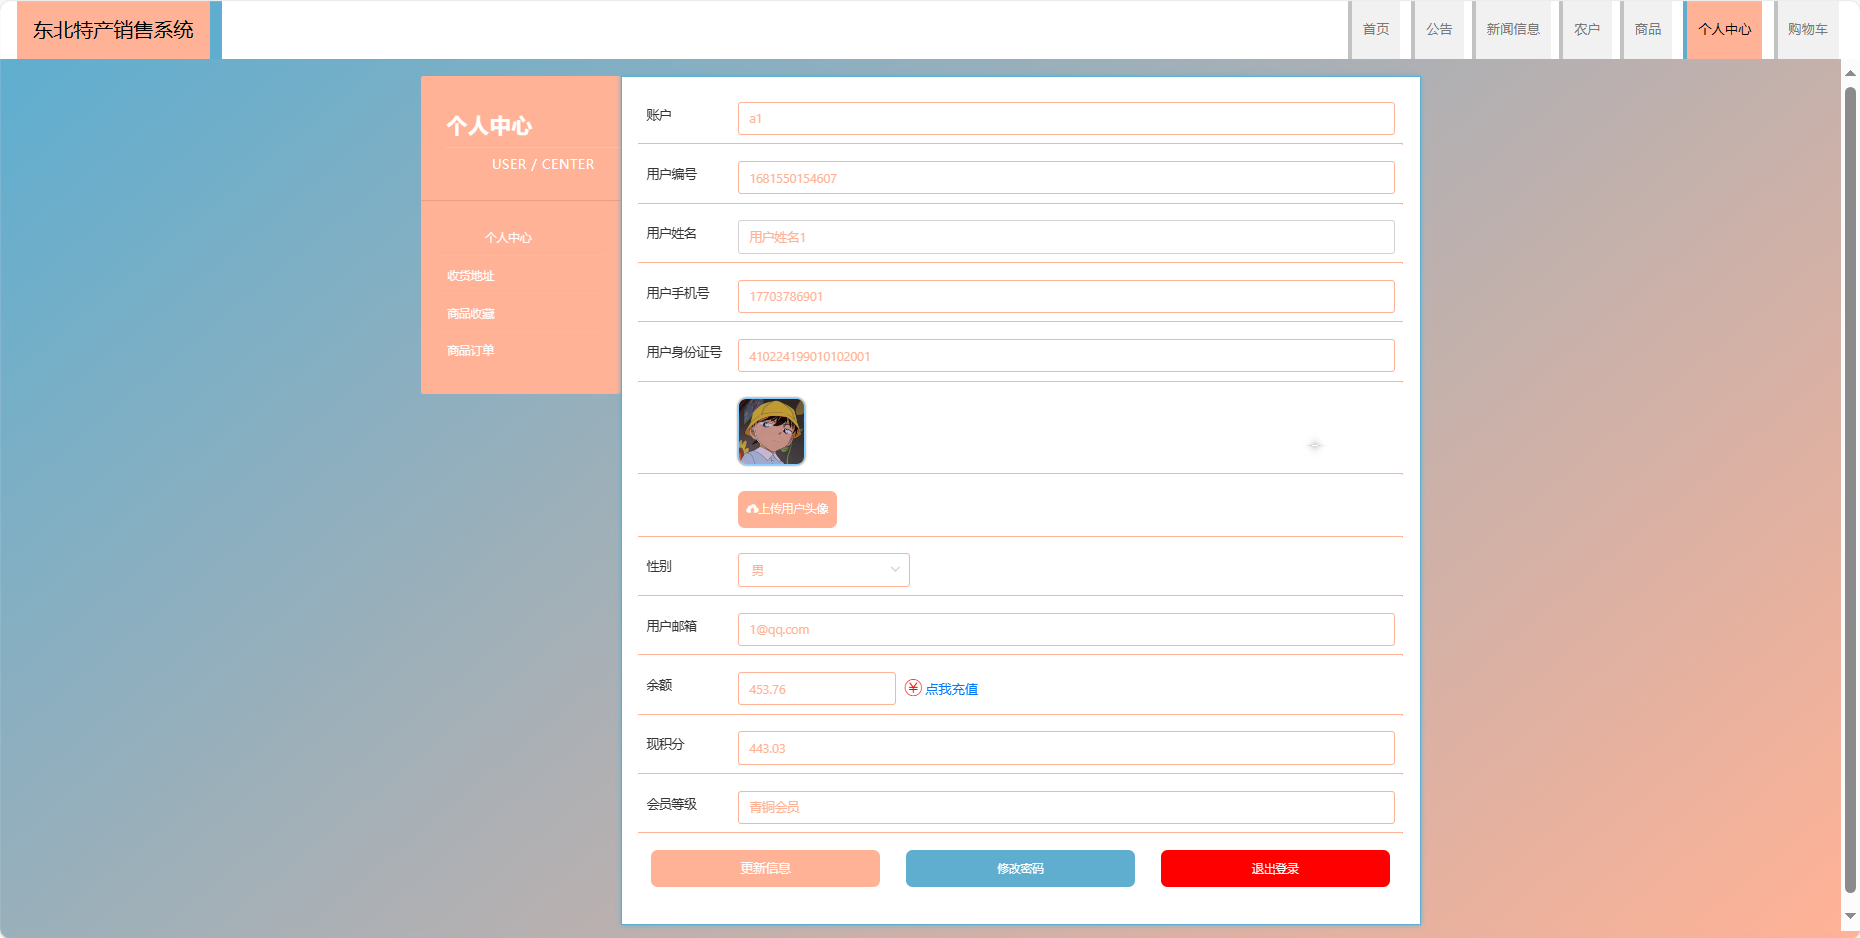 东北特产销售系统
首页
公告
新闻信息
农户
商品
个人中心
购物车
个人中心
USER / CENTER
个人中心
收货地址
商品收藏
商品订单
账户
a1
用户编号
1681550154607
用户姓名
用户姓名1
用户手机号
17703786901
用户身份证号
410224199010102001
上传用户头像
性别
男
用户邮箱
1@qq.com
余额
453.76
点我充值
现积分
443.03
会员等级
青铜会员
更新信息
修改密码
退出登录